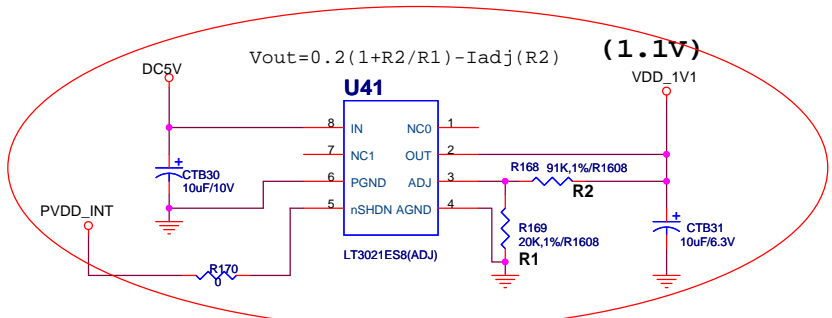 (1.1V)
Vout=0.2(1+R2/R1)-Iadj(R2)
DC5V
VDD_1V1
U41
8 IN NC0 1
7 NC1 OUT 2
6 PGND ADJ 3
5 nSHDN AGND 4
LT3021ES8(ADJ)
CTB30
10uF/10V
PVDD_INT
R170
0
R168 91K,1%/R1608
R2
R169
20K,1%/R1608
R1
CTB31
10uF/6.3V